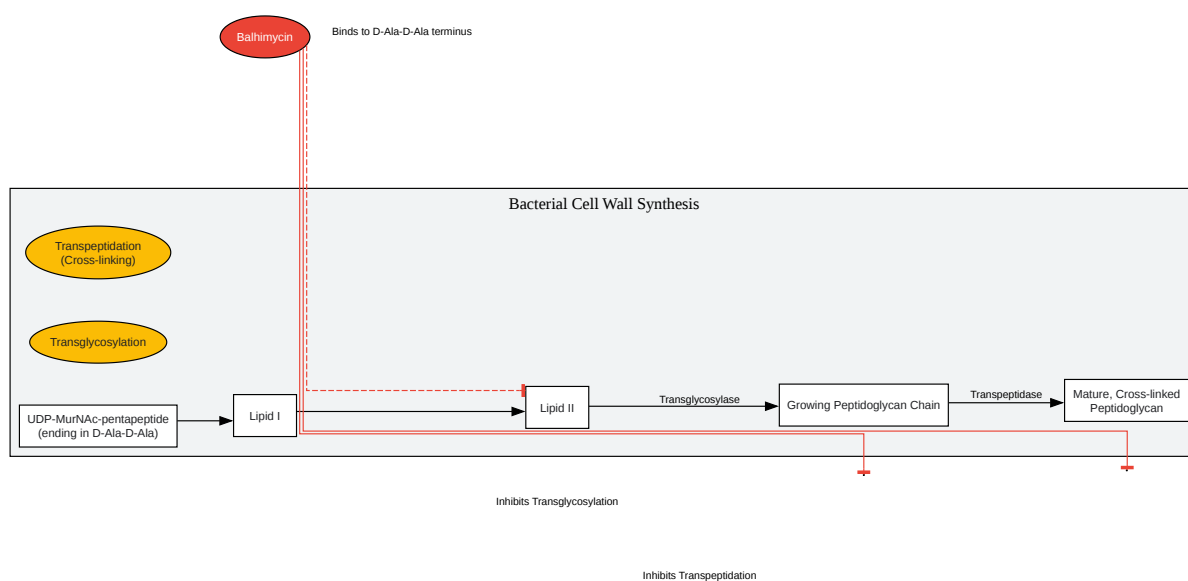 Balhimycin
Binds to D-Ala-D-Ala terminus
Bacterial Cell Wall Synthesis
Transpeptidation
(Cross-linking)
Transglycosylation
UDP-MurNAc-pentapeptide
(ending in D-Ala-D-Ala)
Lipid I
Lipid II
Transglycosylase
Growing Peptidoglycan Chain
Transpeptidase
Mature, Cross-linked
Peptidoglycan
Inhibits Transglycosylation
Inhibits Transpeptidation